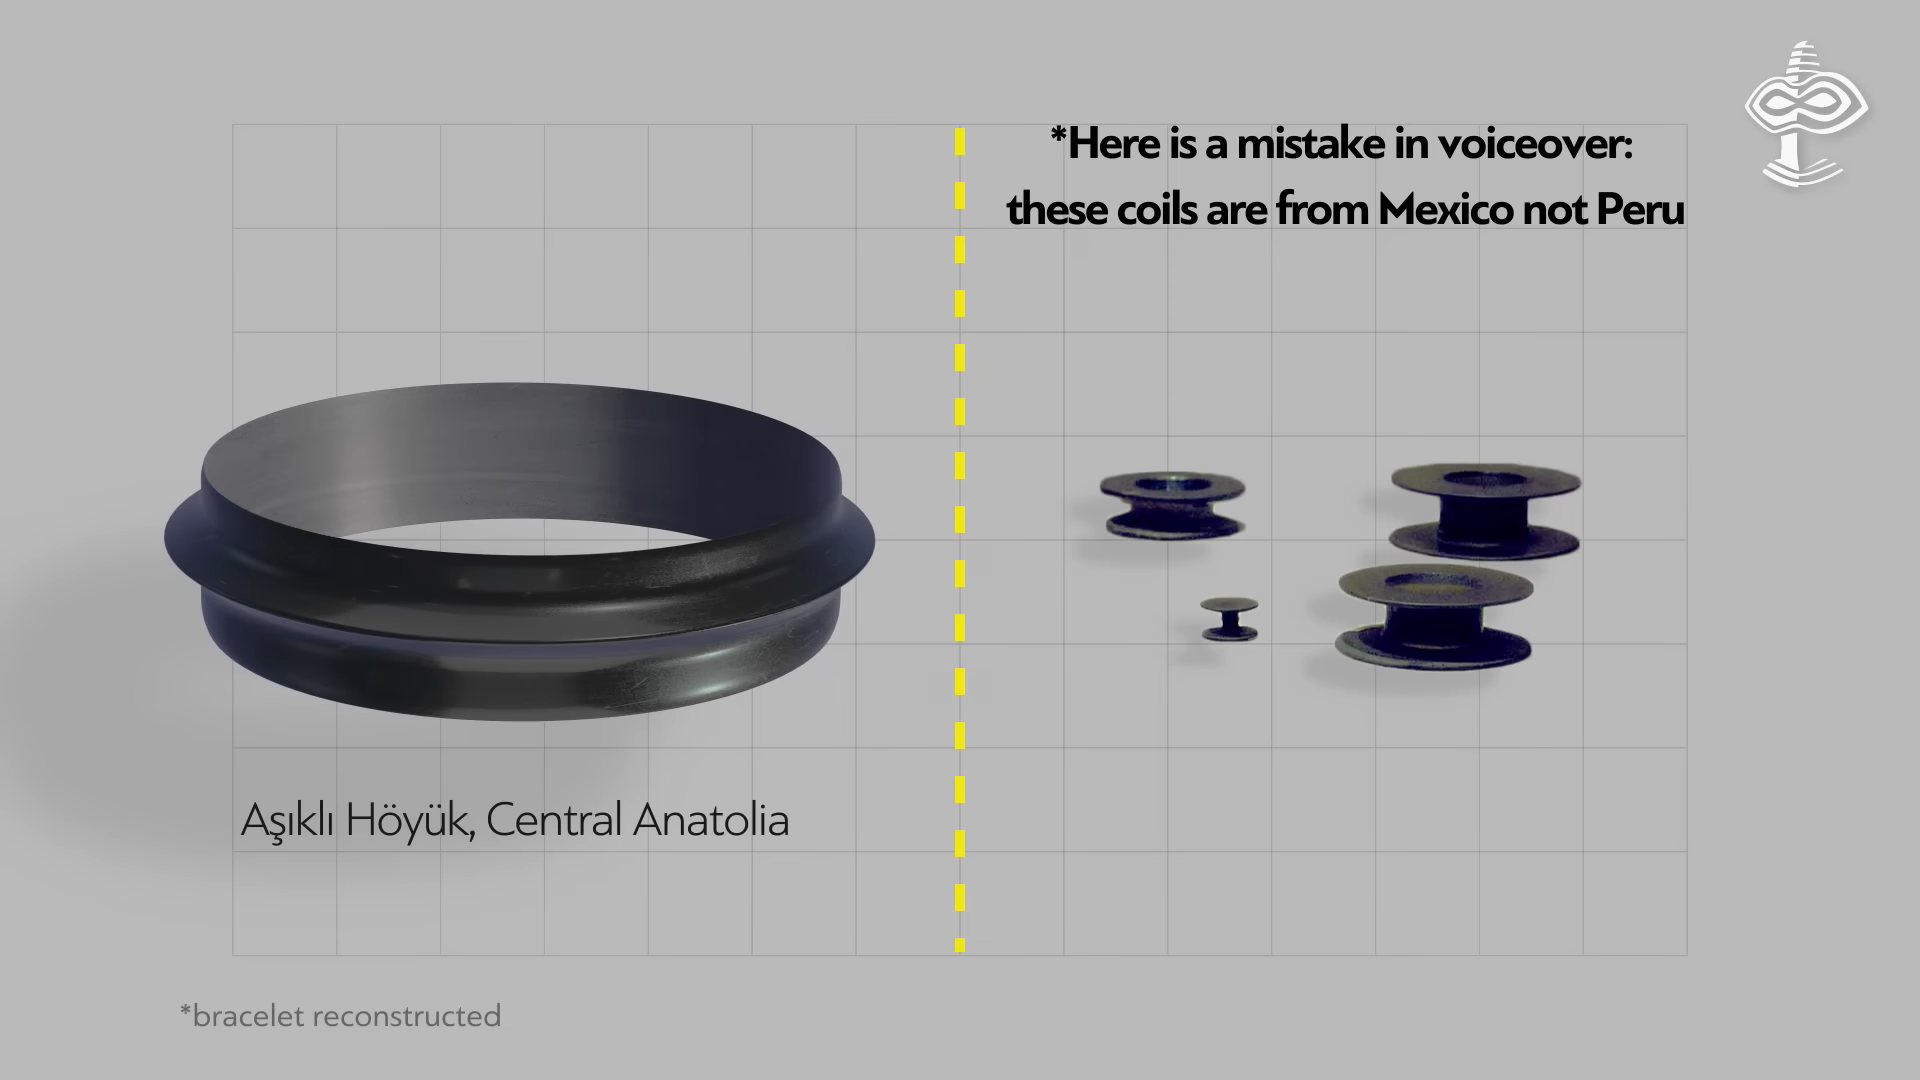 *Here is a mistake in voiceover:
these coils are from Mexico not Peru
Aşıklı Höyük, Central Anatolia
*bracelet reconstructed